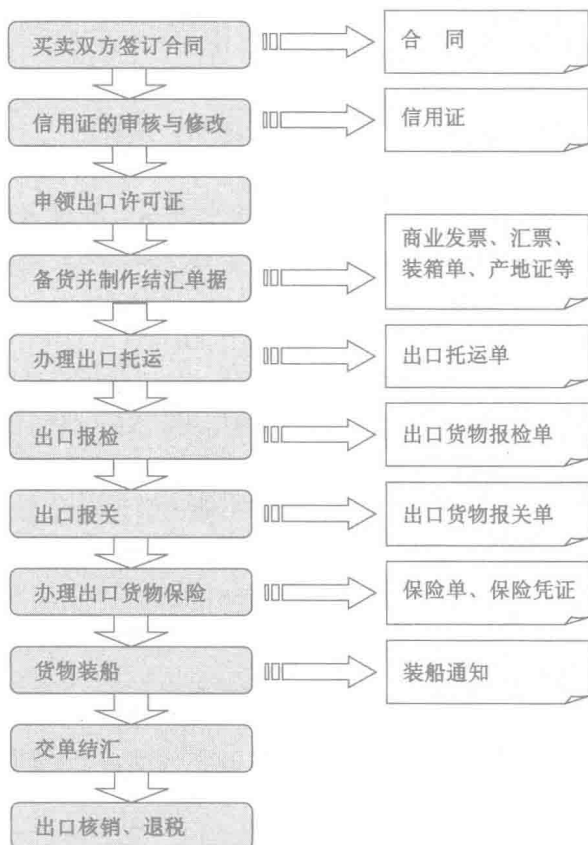 买卖双方签订合同
合 同
信用证的审核与修改
信用证
申领出口许可证
备货并制作结汇单据
商业发票、汇票、
装箱单、产地证等
办理出口托运
出口托运单
出口报检
出口货物报检单
出口报关
出口货物报关单
办理出口货物保险
保险单、保险凭证
货物装船
装船通知
交单结汇
出口核销、退税